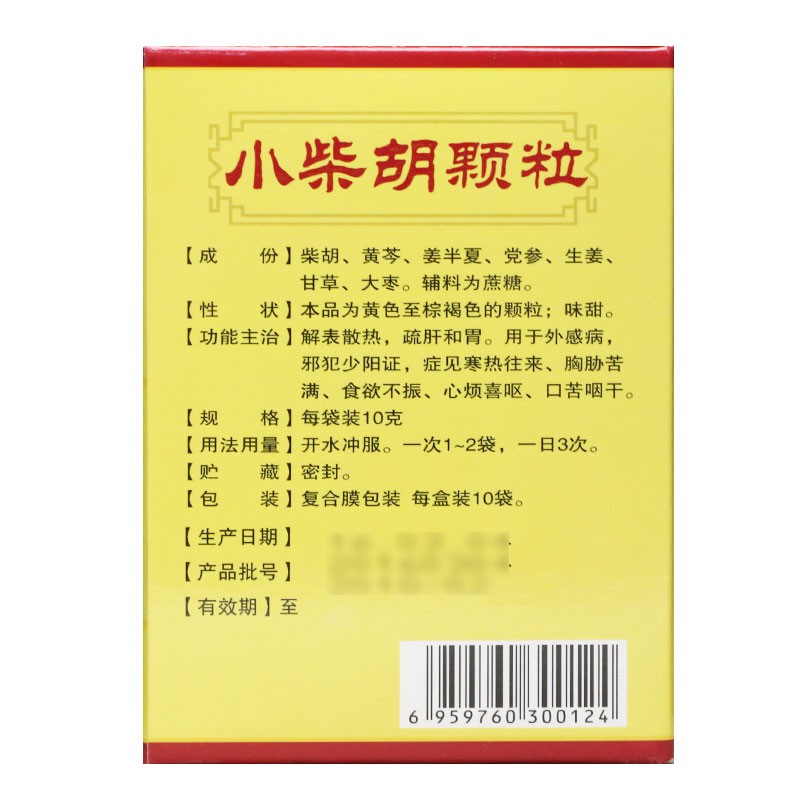 小柴胡颗粒
【成　　份】柴胡、黄芩、姜半夏、党参、生姜、
甘草、大枣。辅料为蔗糖。
【性　　状】本品为黄色至棕褐色的颗粒；味甜。
【功能主治】解表散热，疏肝和胃。用于外感病，
邪犯少阳证，症见寒热往来、胸胁苦
满、食欲不振、心烦喜呕、口苦咽干。
【规　　格】每袋装10克
【用法用量】开水冲服。一次1~2袋，一日3次。
【贮　　藏】密封。
【包　　装】复合膜包装 每盒装10袋。
【生产日期】
【产品批号】
【有效期】至
6 959760 300124